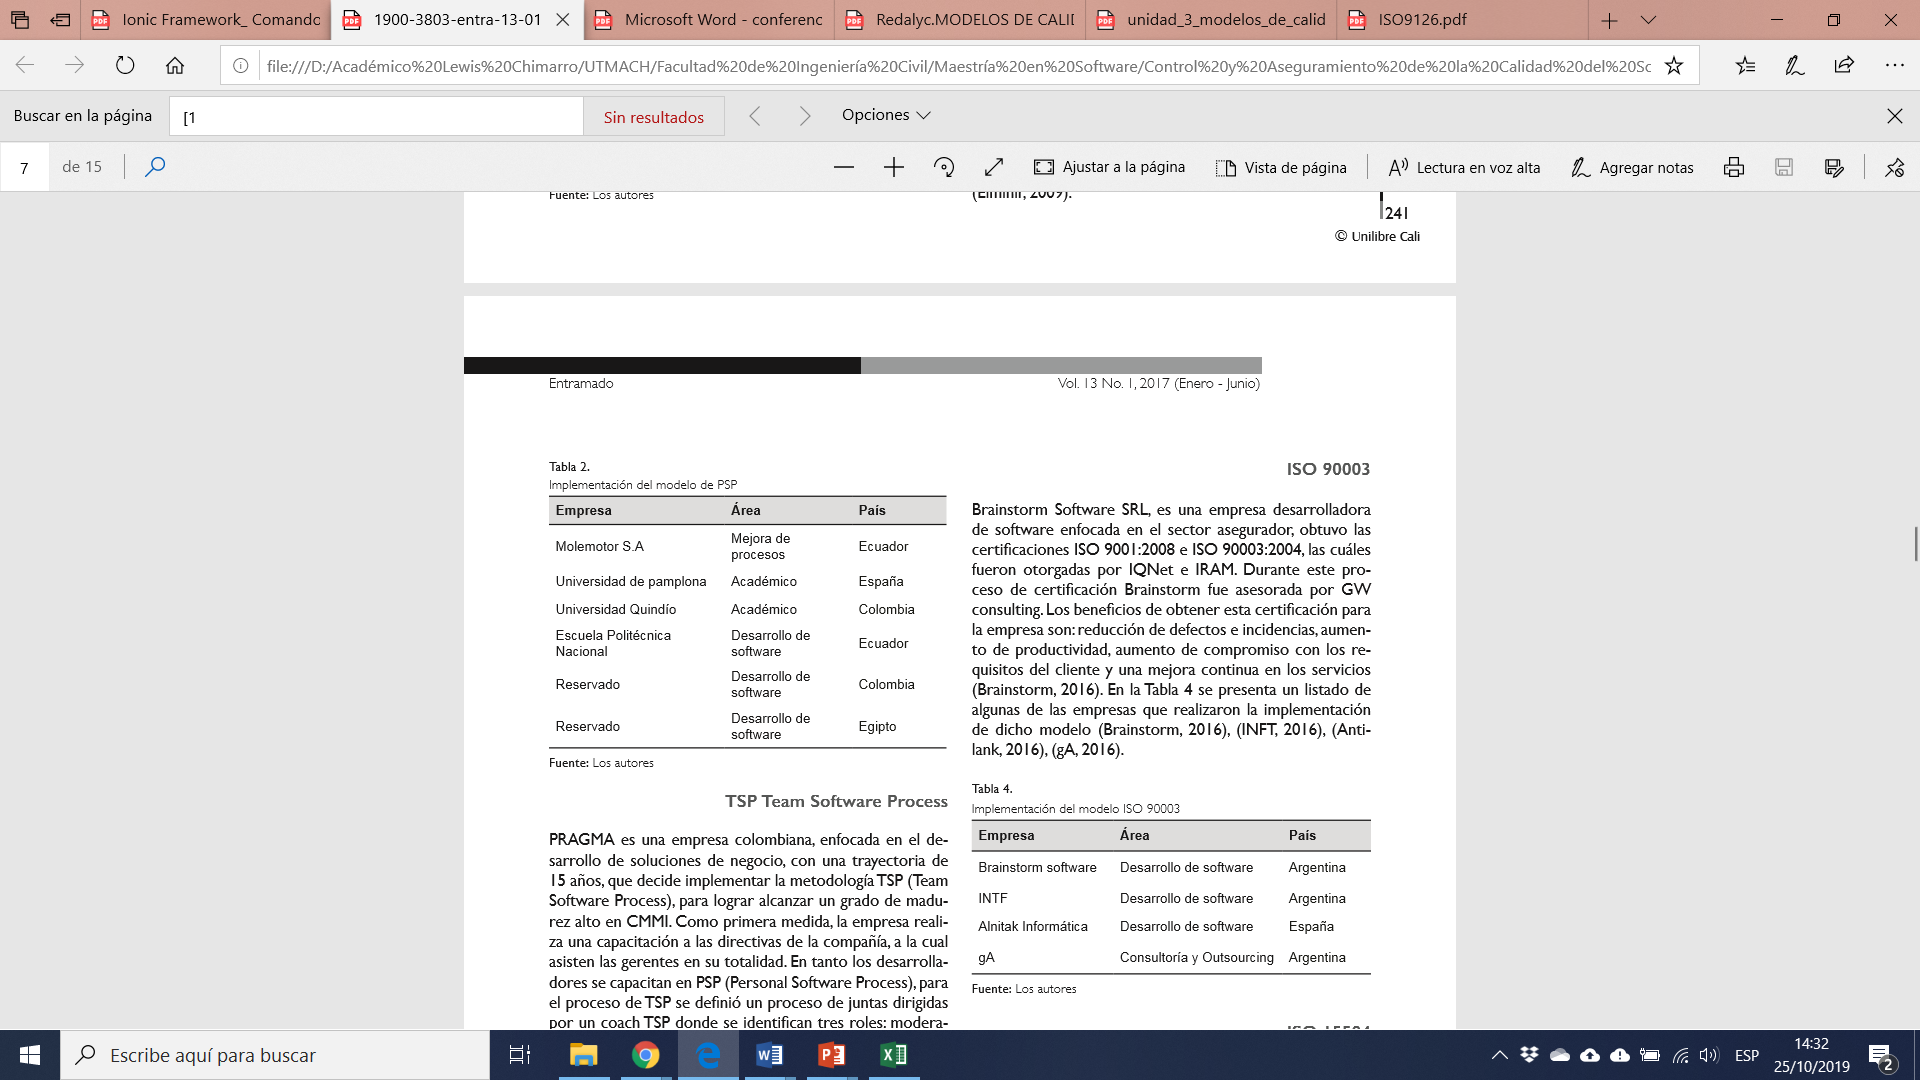 Ionic Framework_ Comando
1900-3803-entra-13-01
Microsoft Word - conferenc
Redalyc.MODELOS DE CALI
unidad_3_modelos_de_calid
ISO9126.pdf
file:///D:/Académico%20Lewis%20Chimarro/UTMACH/Facultad%20de%20Ingeniería%20Civil/Maestría%20en%20Software/Control%20y%20Aseguramiento%20de%20la%20Calidad%20del%20Sc
Buscar en la página
[1
Sin resultados
Opciones
7
de 15
Ajustar a la página
Vista de página
Lectura en voz alta
Agregar notas
Fuente: Los autores
(Elminir, 2009).
241
© Unilibre Cali
Entramado
Vol. 13 No. 1, 2017 (Enero - Junio)
Tabla 2.
Implementación del modelo de PSP
Empresa Área País
Molemotor S.A Mejora de procesos Ecuador
Universidad de pamplona Académico España
Universidad Quindío Académico Colombia
Escuela Politécnica Nacional Desarrollo de software Ecuador
Reservado Desarrollo de software Colombia
Reservado Desarrollo de software Egipto
Fuente: Los autores
TSP Team Software Process
PRAGMA es una empresa colombiana, enfocada en el de-
sarrollo de soluciones de negocio, con una trayectoria de
15 años, que decide implementar la metodología TSP (Team
Software Process), para lograr alcanzar un grado de madu-
rez alto en CMMI. Como primera medida, la empresa reali-
za una capacitación a las directivas de la compañía, a la cual
asisten las gerentes en su totalidad. En tanto los desarrolla-
dores se capacitan en PSP (Personal Software Process), para
el proceso de TSP se definió un proceso de juntas dirigidas
por un coach TSP donde se identifican tres roles: modera-
ISO 90003
Brainstorm Software SRL, es una empresa desarrolladora
de software enfocada en el sector asegurador, obtuvo las
certificaciones ISO 9001:2008 e ISO 90003:2004, las cuáles
fueron otorgadas por IQNet e IRAM. Durante este pro-
ceso de certificación Brainstorm fue asesorada por GW
consulting. Los beneficios de obtener esta certificación para
la empresa son: reducción de defectos e incidencias, aumen-
to de productividad, aumento de compromiso con los re-
quisitos del cliente y una mejora continua en los servicios
(Brainstorm, 2016). En la Tabla 4 se presenta un listado de
algunas de las empresas que realizaron la implementación
de dicho modelo (Brainstorm, 2016), (INFT, 2016), (Anti-
lank, 2016), (gA, 2016).
Tabla 4.
Implementación del modelo ISO 90003
Empresa Área País
Brainstorm software Desarrollo de software Argentina
INTF Desarrollo de software Argentina
Alnitak Informática Desarrollo de software España
gA Consultoría y Outsourcing Argentina
Fuente: Los autores
ISO 15504
Escribe aquí para buscar
ESP
14:32
25/10/2019
2